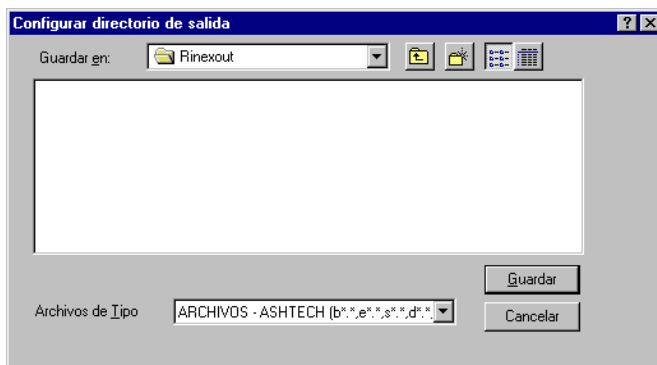 Configurar directorio de salida
Guardar en: Rinexout
Guardar
Archivos de Tipo ARCHIVOS - ASHTECH (b*.*,e*.*,s*.*,d*.*,
Cancelar